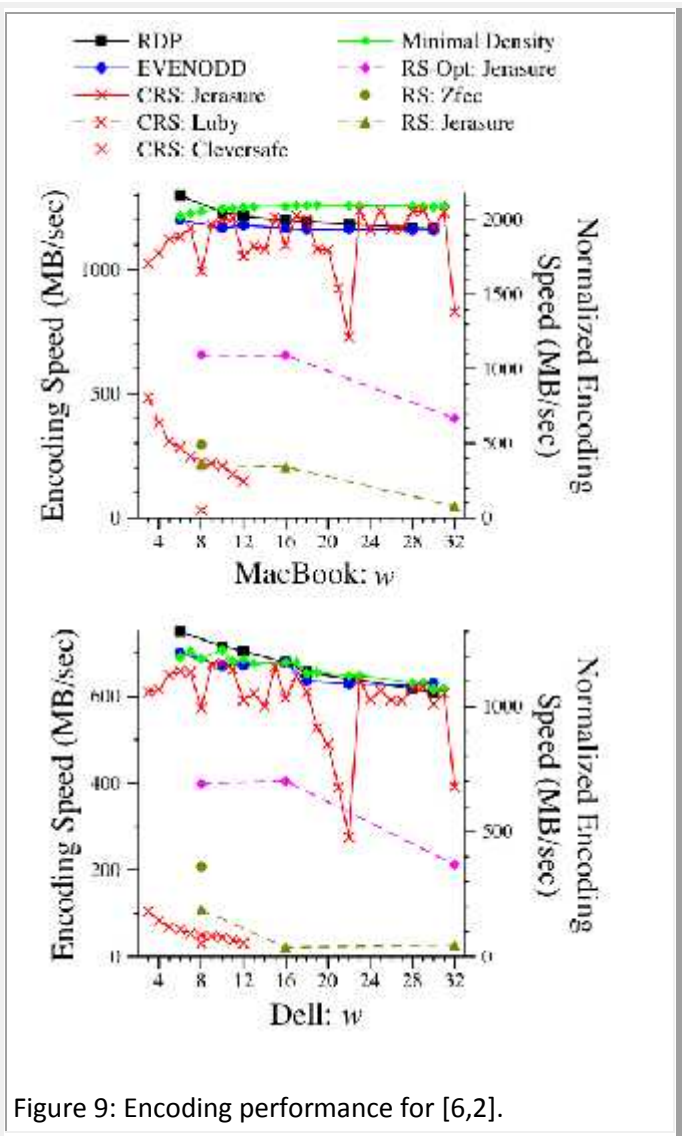 RDP
EVENODD
CRS: Jerasure
CRS: Luby
CRS: Cleversafe
Minimal Density
RS-Opt: Jerasure
RS: Zfec
RS: Jerasure
Encoding Speed (MB/sec)
1000
500
0
2000
1500
1000
500
0
Normalized Encoding
Speed (MB/sec)
4 8 12 16 20 24 28 32
MacBook: w
Encoding Speed (MB/sec)
600
400
200
0
1000
500
0
Normalized Encoding
Speed (MB/sec)
4 8 12 16 20 24 28 32
Dell: w
Figure 9: Encoding performance for [6,2].